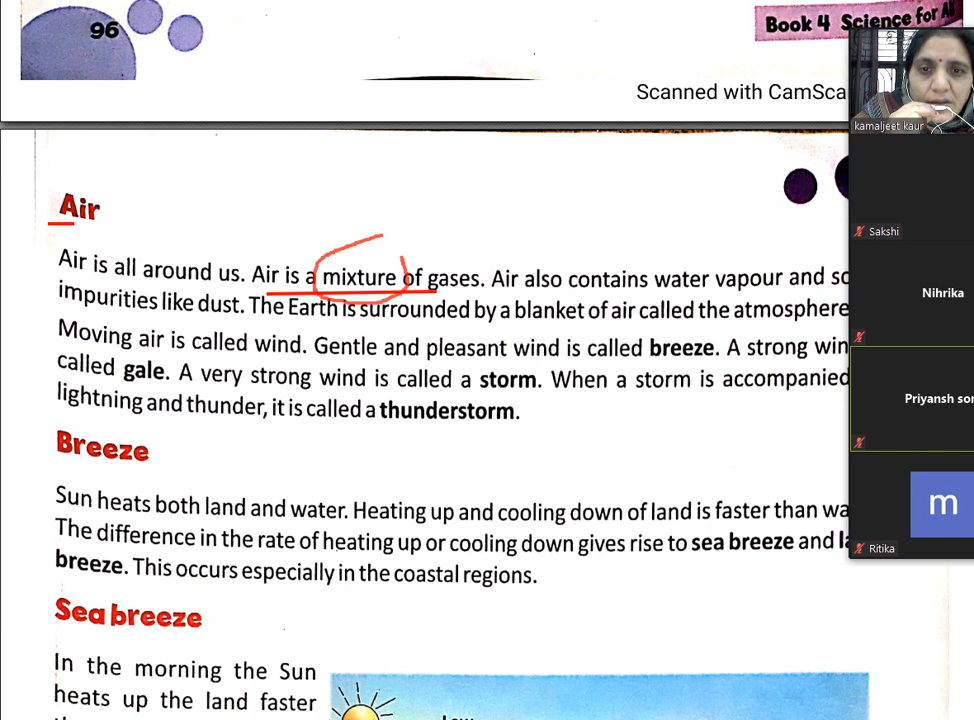 96
Book 4 Science for
Scanned with CamSca
kamaljeet kaur
Air
Sakshi
Air is all around us. Air is a mixture of gases. Air also contains water vapour and so
Nihrika
impurities like dust. The Earth is surrounded by a blanket of air called the atmosphere
Moving air is called wind. Gentle and pleasant wind is called breeze. A strong win
called gale. A very strong wind is called a storm. When a storm is accompanied
Priyansh
lightning and thunder, it is called a thunderstorm.
Breeze
Sun heats both land and water. Heating up and cooling down of land is faster than wa
m
The difference in the rate of heating up or cooling down gives rise to sea breeze and la
Ritika
breeze. This occurs especially in the coastal regions.
Sea breeze
In the morning the Sun
heats up the land faster